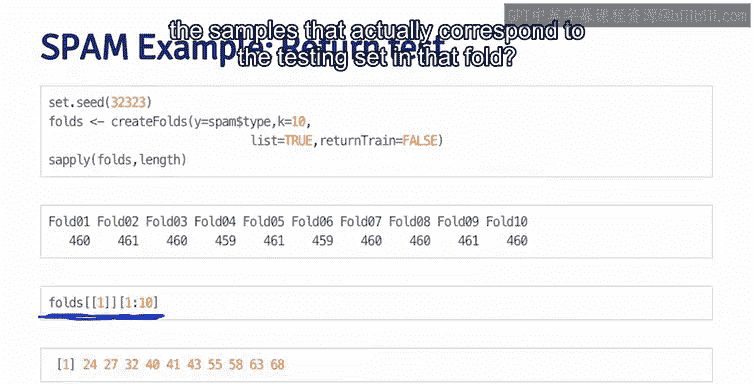 the samples that actually correspond to
the testing set in that fold?
SPAM Example: Return test
set.seed(32323)
folds <- createFolds(y=spam$type,k=10,
list=TRUE,returnTrain=FALSE)
sapply(folds,length)
Fold01 Fold02 Fold03 Fold04 Fold05 Fold06 Fold07 Fold08 Fold09 Fold10
460 461 460 459 461 459 460 460 461 460
folds[[1]][1:10]
[1] 24 27 32 40 41 43 55 58 63 68